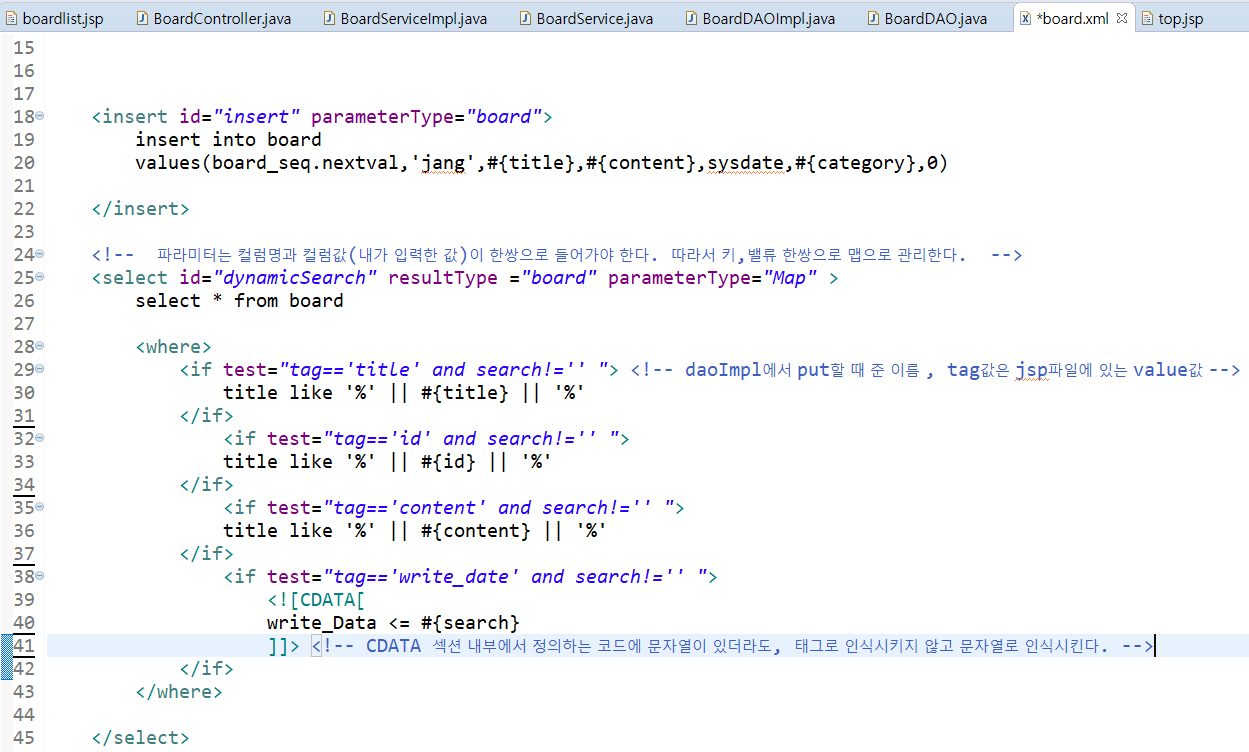 boardlist.jsp BoardController.java BoardServiceImpl.java BoardService.java BoardDAOImpl.java BoardDAO.java *board.xml top.jsp
15
16
17
18 <insert id="insert" parameterType="board">
19 insert into board
20 values(board_seq.nextval,'jang',#{title},#{content},sysdate,#{category},0)
21
22 </insert>
23
24 <!-- 파라미터는 컬럼명과 컬럼값(내가 입력한 값)이 한쌍으로 들어가야 한다. 따라서 키,밸류 한쌍으로 맵으로 관리한다. -->
25 <select id="dynamicSearch" resultType ="board" parameterType="Map" >
26 select * from board
27
28 <where>
29 <if test="tag=='title' and search!='' "> <!-- daoImpl에서 put할 때 준 이름 , tag값은 jsp파일에 있는 value값 -->
30 title like '%' || #{title} || '%'
31 </if>
32 <if test="tag=='id' and search!='' ">
33 title like '%' || #{id} || '%'
34 </if>
35 <if test="tag=='content' and search!='' ">
36 title like '%' || #{content} || '%'
37 </if>
38 <if test="tag=='write_date' and search!='' ">
39 <![CDATA[
40 write_Data <= #{search}
41 ]]> <!-- CDATA 섹션 내부에서 정의하는 코드에 문자열이 있더라도, 태그로 인식시키지 않고 문자열로 인식시킨다. -->
42 </if>
43 </where>
44
45 </select>